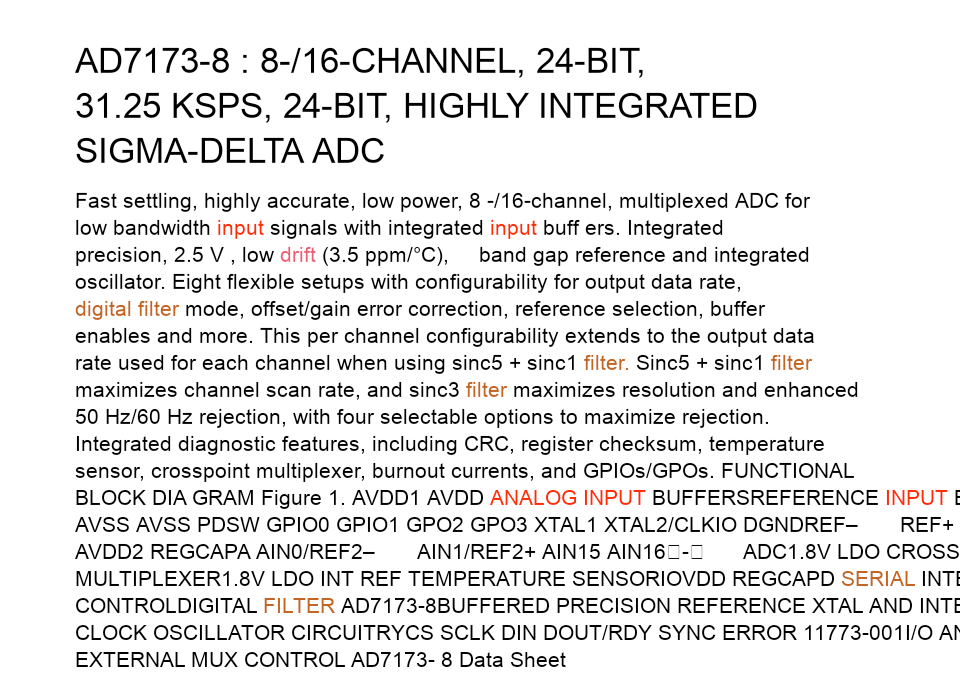 AD7173-8 : 8-/16-CHANNEL, 24-BIT,
31.25 KSPS, 24-BIT, HIGHLY INTEGRATED
SIGMA-DELTA ADC
Fast settling, highly accurate, low power, 8 -/16-channel, multiplexed ADC for
low bandwidth input signals with integrated input buff ers. Integrated
precision, 2.5 V , low drift (3.5 ppm/°C), band gap reference and integrated
oscillator. Eight flexible setups with configurability for output data rate,
digital filter mode, offset/gain error correction, reference selection, buffer
enables and more. This per channel configurability extends to the output data
rate used for each channel when using sinc5 + sinc1 filter. Sinc5 + sinc1 filter
maximizes channel scan rate, and sinc3 filter maximizes resolution and enhanced
50 Hz/60 Hz rejection, with four selectable options to maximize rejection.
Integrated diagnostic features, including CRC, register checksum, temperature
sensor, crosspoint multiplexer, burnout currents, and GPIOs/GPOs. FUNCTIONAL
BLOCK DIA GRAM Figure 1. AVDD1 AVDD ANALOG INPUT BUFFERSREFERENCE INPUT
AVSS AVSS PDSW GPIO0 GPIO1 GPO2 GPO3 XTAL1 XTAL2/CLKIO DGNDREF– REF+
AVDD2 REGCAPA AIN0/REF2– AIN1/REF2+ AIN15 AIN16□-□ ADC1.8V LDO CROSS
MULTIPLEXER1.8V LDO INT REF TEMPERATURE SENSORIOVDD REGCAPD SERIAL INTE
CONTROLDIGITAL FILTER AD7173-8BUFFERED PRECISION REFERENCE XTAL AND INTE
CLOCK OSCILLATOR CIRCUITRYCS SCLK DIN DOUT/RDY SYNC ERROR 11773-001I/O AN
EXTERNAL MUX CONTROL AD7173- 8 Data Sheet